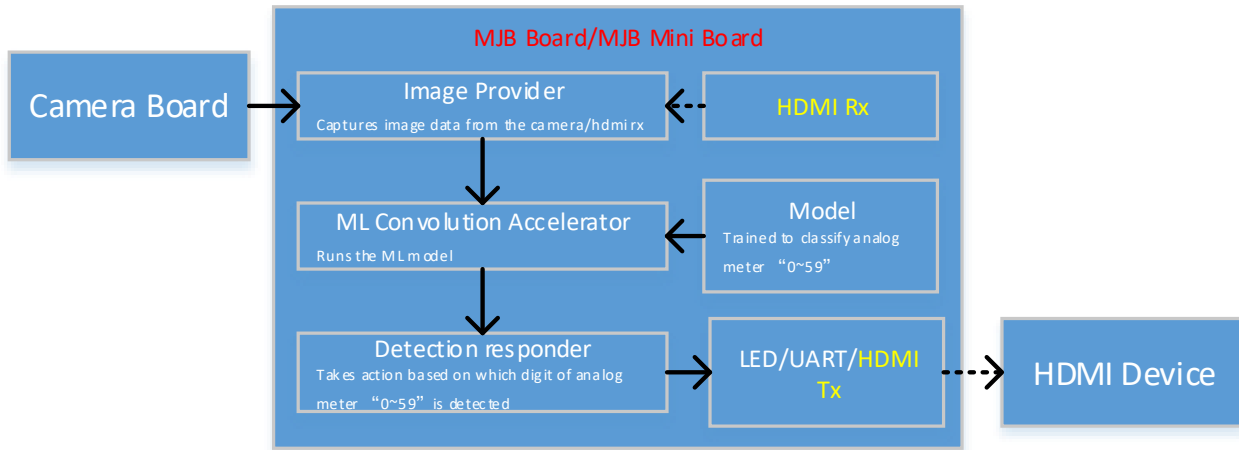 MJB Board/MJB Mini Board
Camera Board
Image Provider
Captures image data from the camera/hdmi rx
HDMI Rx
ML Convolution Accelerator
Runs the ML model
Model
Trained to classify analog
meter “0~59”
Detection responder
Takes action based on which digit of analog
meter “0~59” is detected
LED/UART/HDMI
Tx
HDMI Device